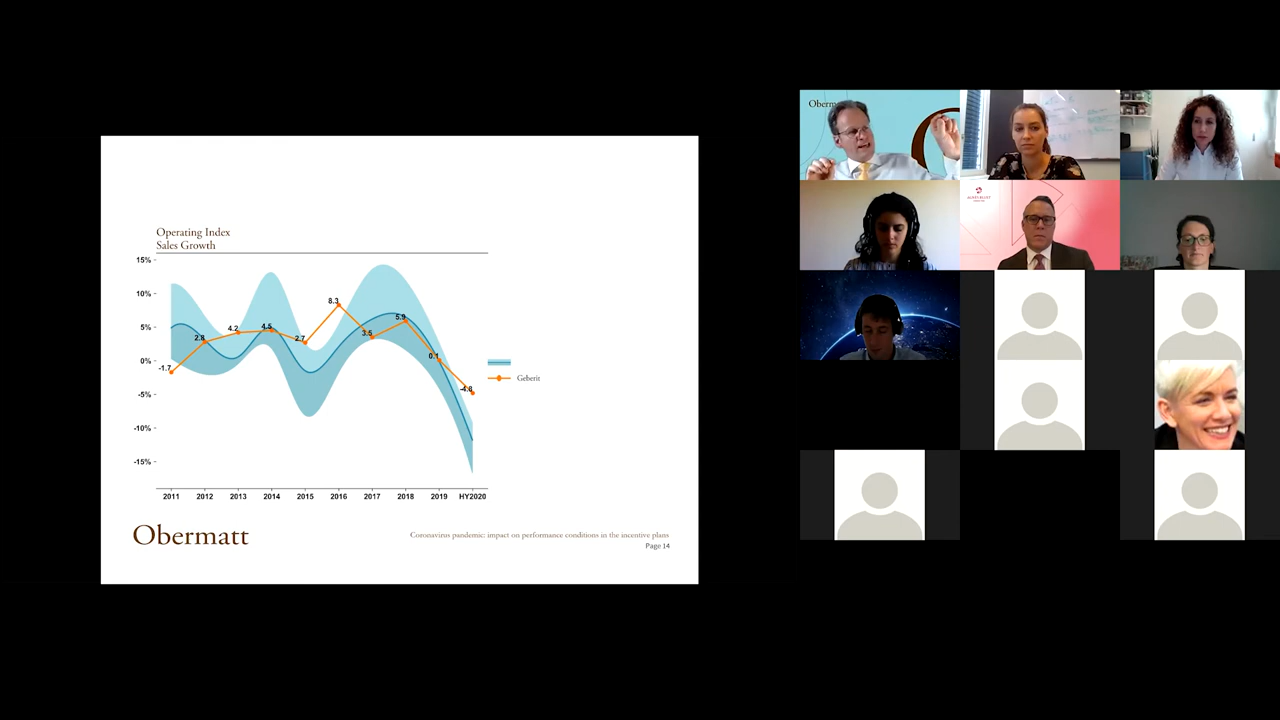 Operating Index
Sales Growth
15%
10%
5%
0%
-5%
-10%
-15%
-1.7
2.8
4.2
4.5
2.7
8.3
3.5
5.9
0.1
-4.8
Geberit
2011 2012 2013 2014 2015 2016 2017 2018 2019 HY2020
Obermatt
Coronavirus pandemic: impact on performance conditions in the incentive plans
Page 14